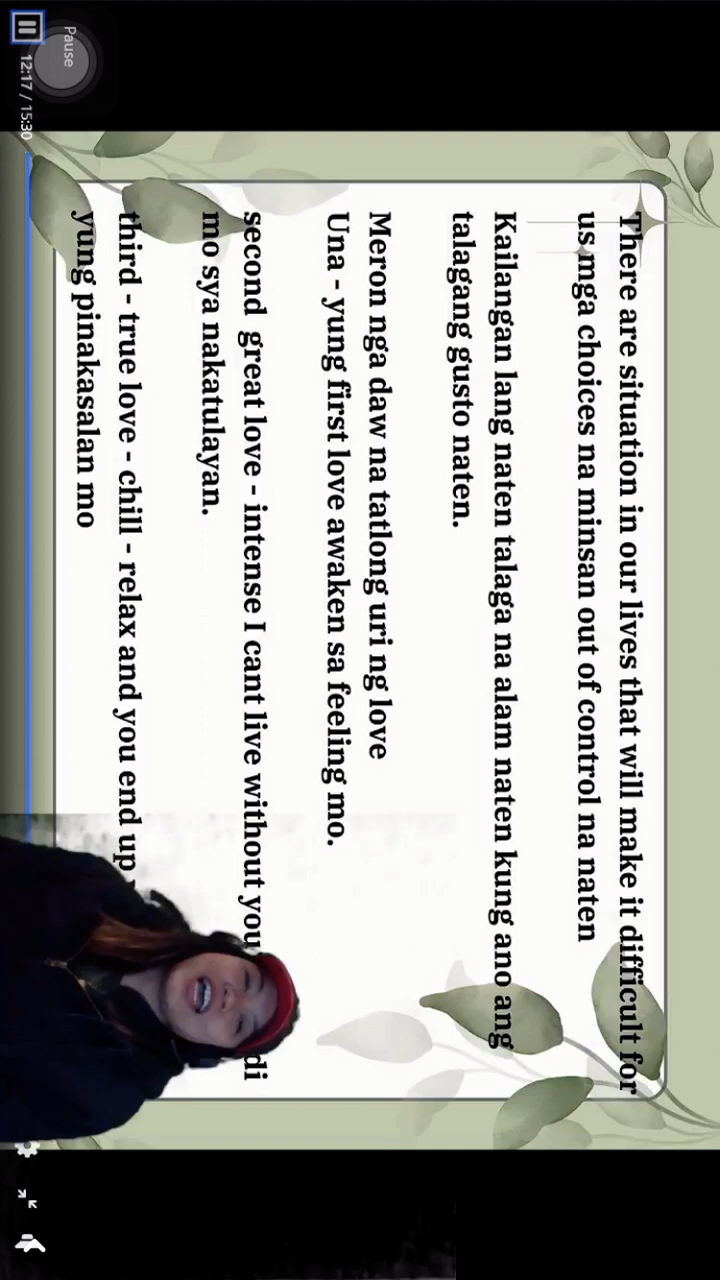 There are situation in our lives that will make it difficult for
us mga choices na minsan out of control na naten
Kailangan lang naten talaga na alam naten kung ano ang
talagang gusto naten.
Meron nga daw na tatlong uri ng love
Una - yung first love awaken sa feeling mo.
second great love - intense I cant live without you di
mo sya nakatulayan.
third - true love - chill - relax and you end up
yung pinakasalan mo
Pause
12:17 / 15:30